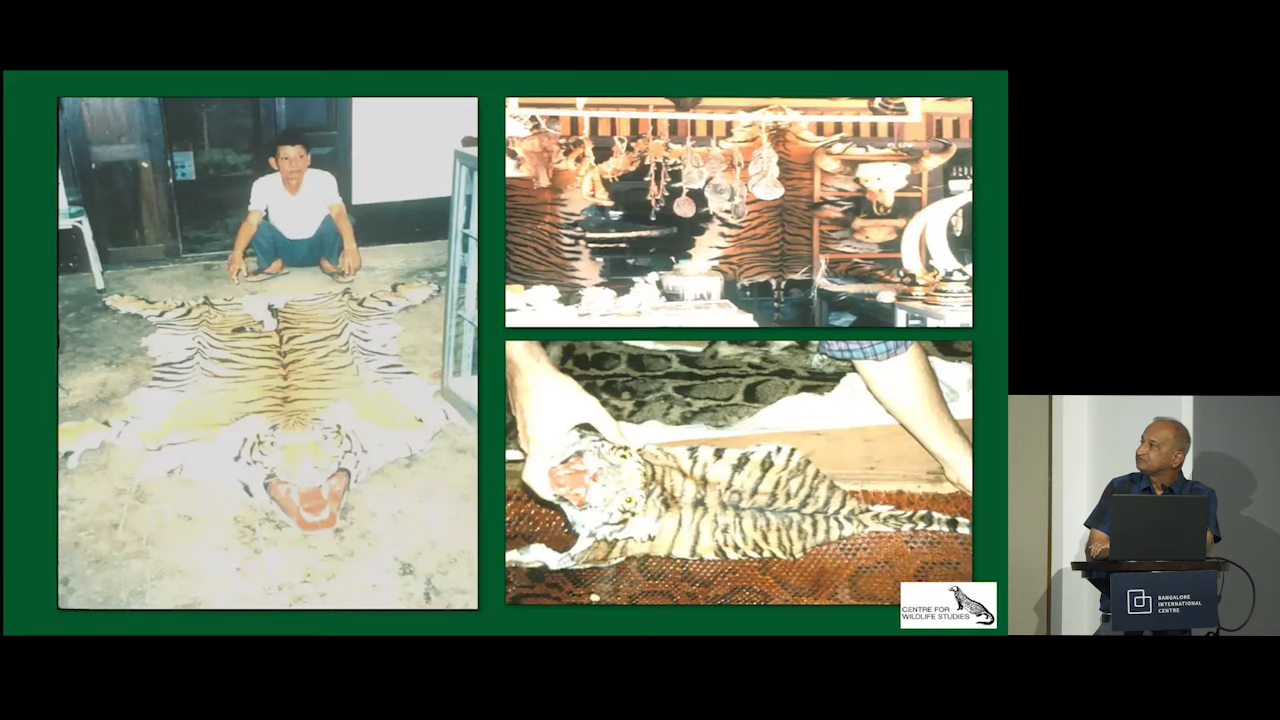 CENTRE FOR
WILDLIFE STUDIES
BANGALORE
INTERNATIONAL
CENTRE